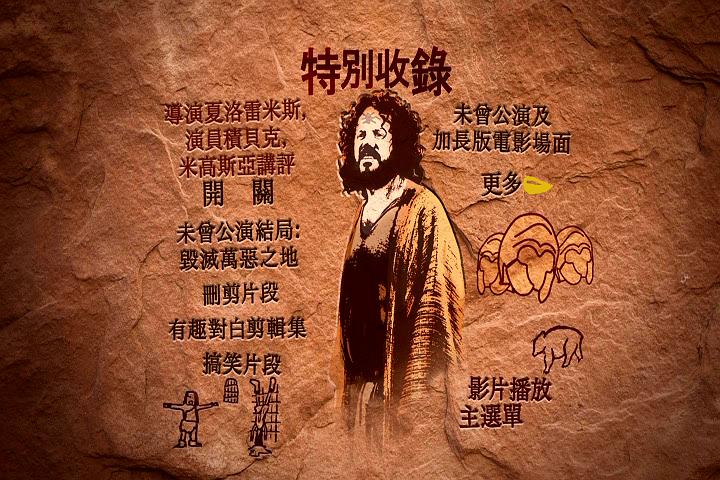 特別收錄
導演夏洛雷米斯,
演員積貝克,
米高斯亞講評
開 關
未曾公演結局:
毀滅萬惡之地
刪剪片段
有趣對白剪輯集
搞笑片段
未曾公演及
加長版電影場面
更多
影片播放
主選單